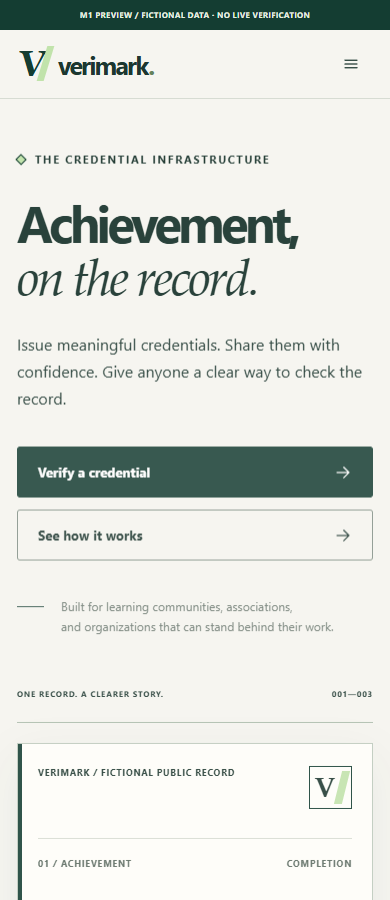 M1 PREVIEW / FICTIONAL DATA · NO LIVE VERIFICATION
V
verimark.
THE CREDENTIAL INFRASTRUCTURE
Achievement,
on the record.
Issue meaningful credentials. Share them with
confidence. Give anyone a clear way to check the
record.
Verify a credential
See how it works
Built for learning communities, associations,
and organizations that can stand behind their work.
ONE RECORD. A CLEARER STORY.
001—003
VERIMARK / FICTIONAL PUBLIC RECORD
V
01 / ACHIEVEMENT
COMPLETION